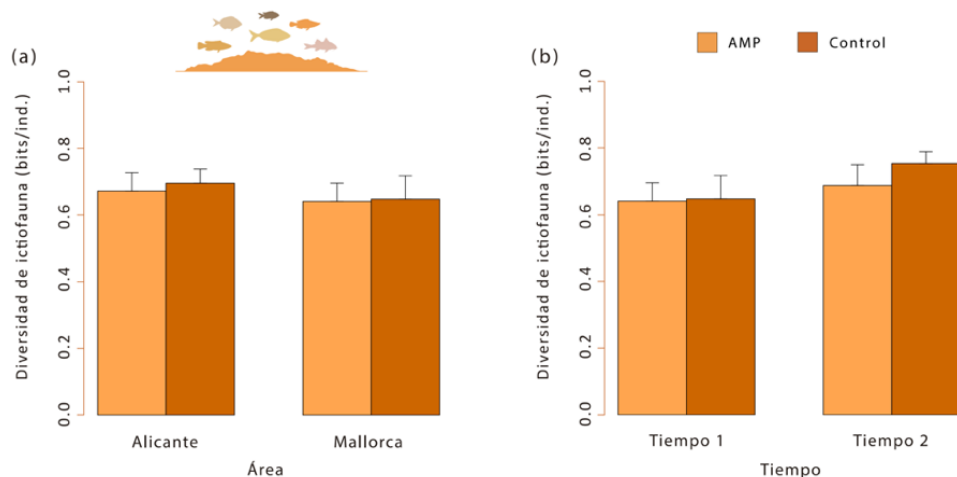 (a)
Diversidad de ictiofauna (bits/ind.)
1.0
0.8
0.6
0.4
0.2
0.0
Alicante
Mallorca
Área
(b)
AMP
Control
Diversidad de ictiofauna (bits/ind.)
1.0
0.8
0.6
0.4
0.2
0.0
Tiempo 1
Tiempo 2
Tiempo